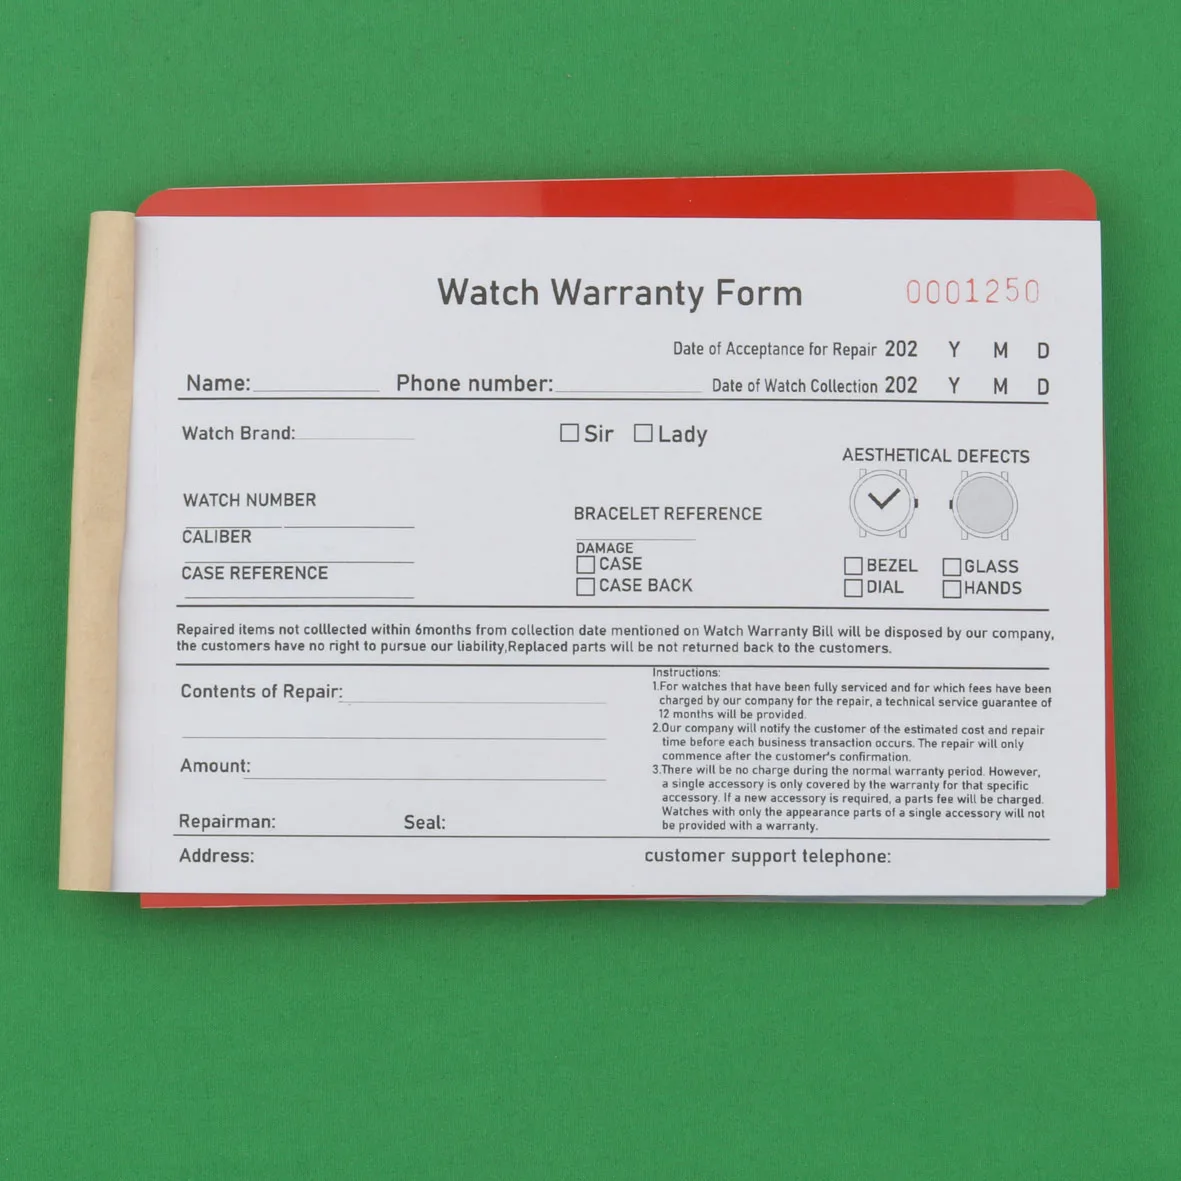 Watch Warranty Form 0001250
Date of Acceptance for Repair 202 Y M D
Name: Phone number: Date of Watch Collection 202 Y M D
Watch Brand: Sir Lady
AESTHETICAL DEFECTS
WATCH NUMBER
BRACELET REFERENCE
CALIBER
DAMAGE
CASE BEZEL GLASS
CASE REFERENCE
CASE BACK DIAL HANDS
Repaired items not colllected within 6months from collection date mentioned on Watch Warranty Bill will be disposed by our company,
the customers have no right to pursue our liability,Replaced parts will be not returned back to the customers.
Contents of Repair:
Amount:
Repairman: Seal:
Instructions:
1.For watches that have been fully serviced and for which fees have been
charged by our company for the repair, a technical service guarantee of
12 months will be provided.
2.Our company will notify the customer of the estimated cost and repair
time before each business transaction occurs. The repair will only
commence after the customer's confirmation.
3.There will be no charge during the normal warranty period. However,
a single accessory is only covered by the warranty for that specific
accessory. If a new accessory is required, a parts fee will be charged.
Watches with only the appearance parts of a single accessory will not
be provided with a warranty.
Address: customer support telephone: